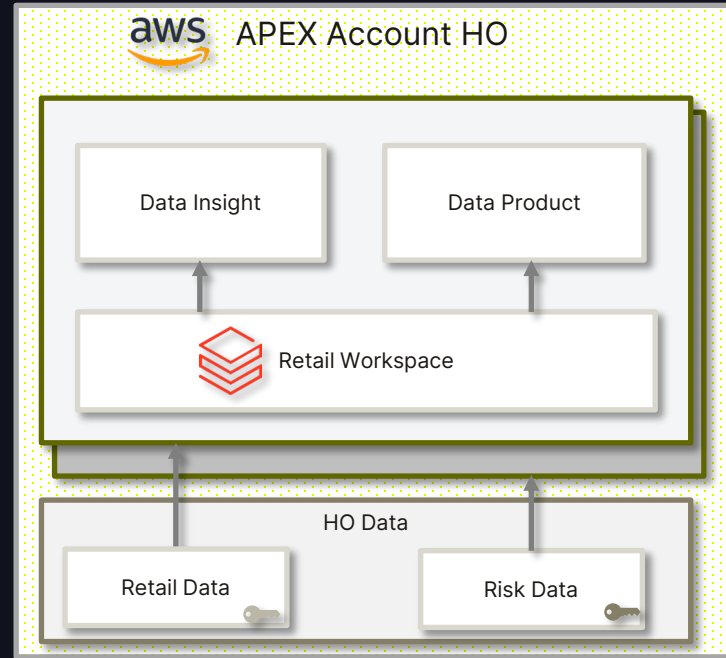 aws APEX Account HO
Data Insight
Data Product
Retail Workspace
HO Data
Retail Data
Risk Data